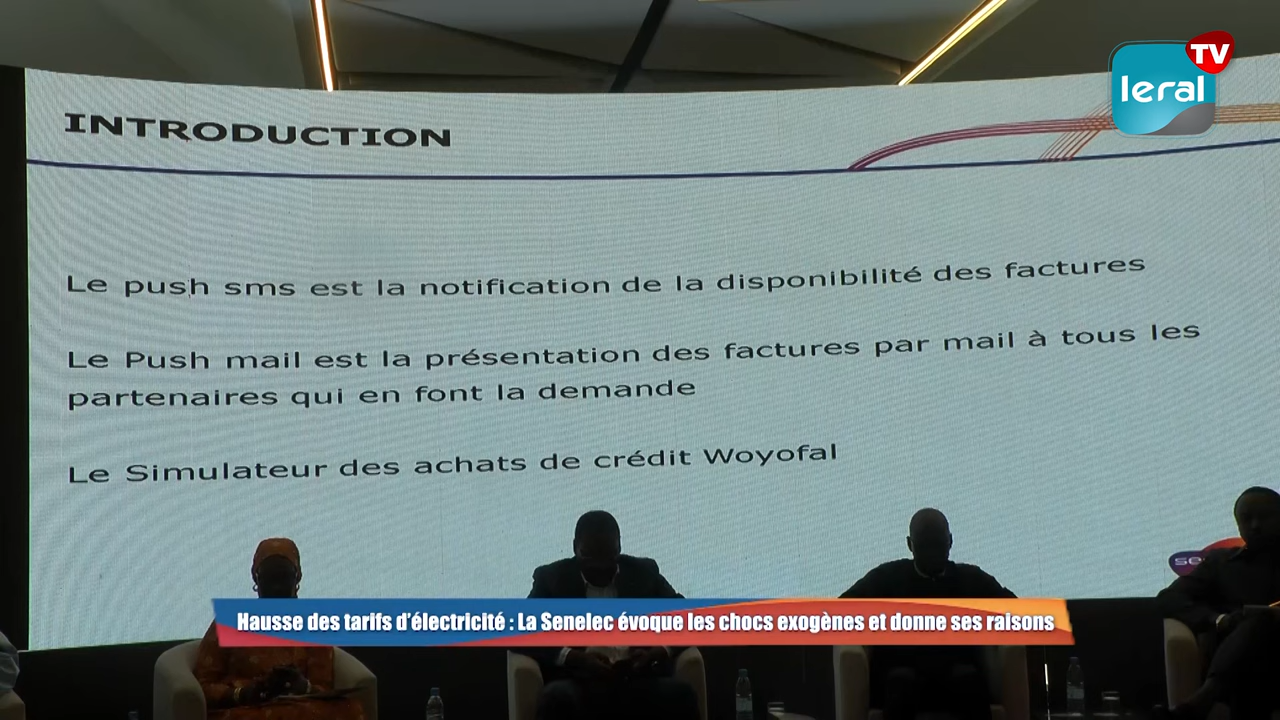 TV
leral
INTRODUCTION
Le push sms est la notification de la disponibilité des factures
Le Push mail est la présentation des factures par mail à tous les
partenaires qui en font la demande
Le Simulateur des achats de crédit Woyofal
Hausse des tarifs d'électricité : La Senelec évoque les chocs exogènes et donne ses raisons